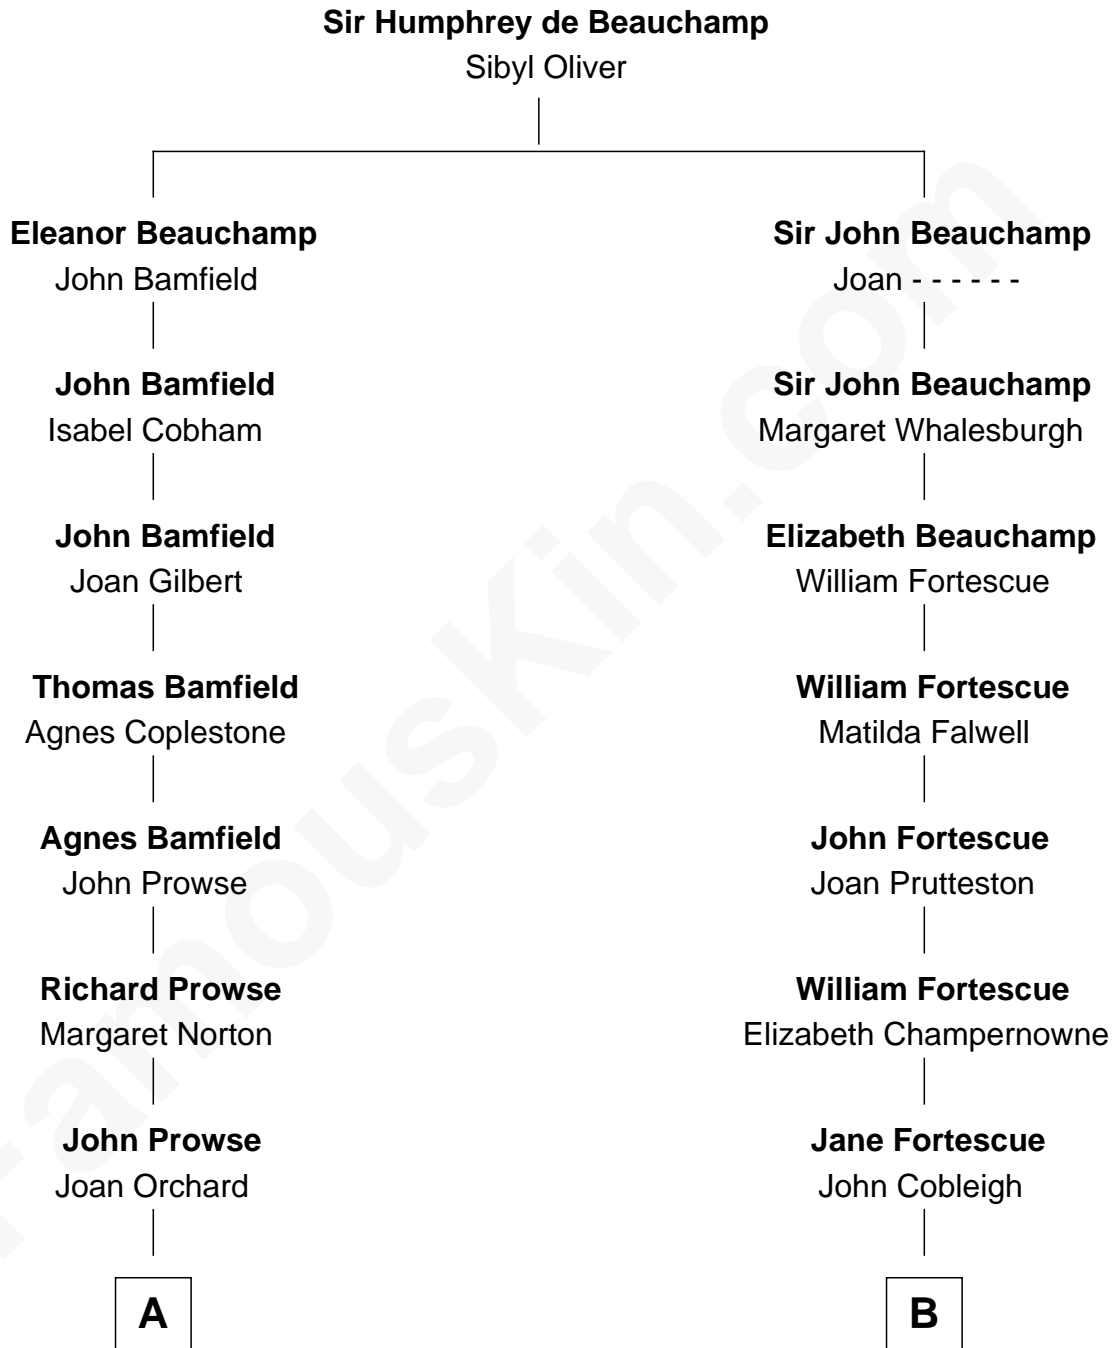 Sir Humphrey de Beauchamp
Sibyl Oliver
Eleanor Beauchamp
John Bamfield
Sir John Beauchamp
Joan - - - - - -
John Bamfield
Isabel Cobham
Sir John Beauchamp
Margaret Whalesburgh
John Bamfield
Joan Gilbert
Elizabeth Beauchamp
William Fortescue
Thomas Bamfield
Agnes Coplestone
William Fortescue
Matilda Falwell
Agnes Bamfield
John Prowse
John Fortescue
Joan Prutteston
Richard Prowse
Margaret Norton
William Fortescue
Elizabeth Champernowne
John Prowse
Joan Orchard
Jane Fortescue
John Cobleigh
A
B
FamousKin.com